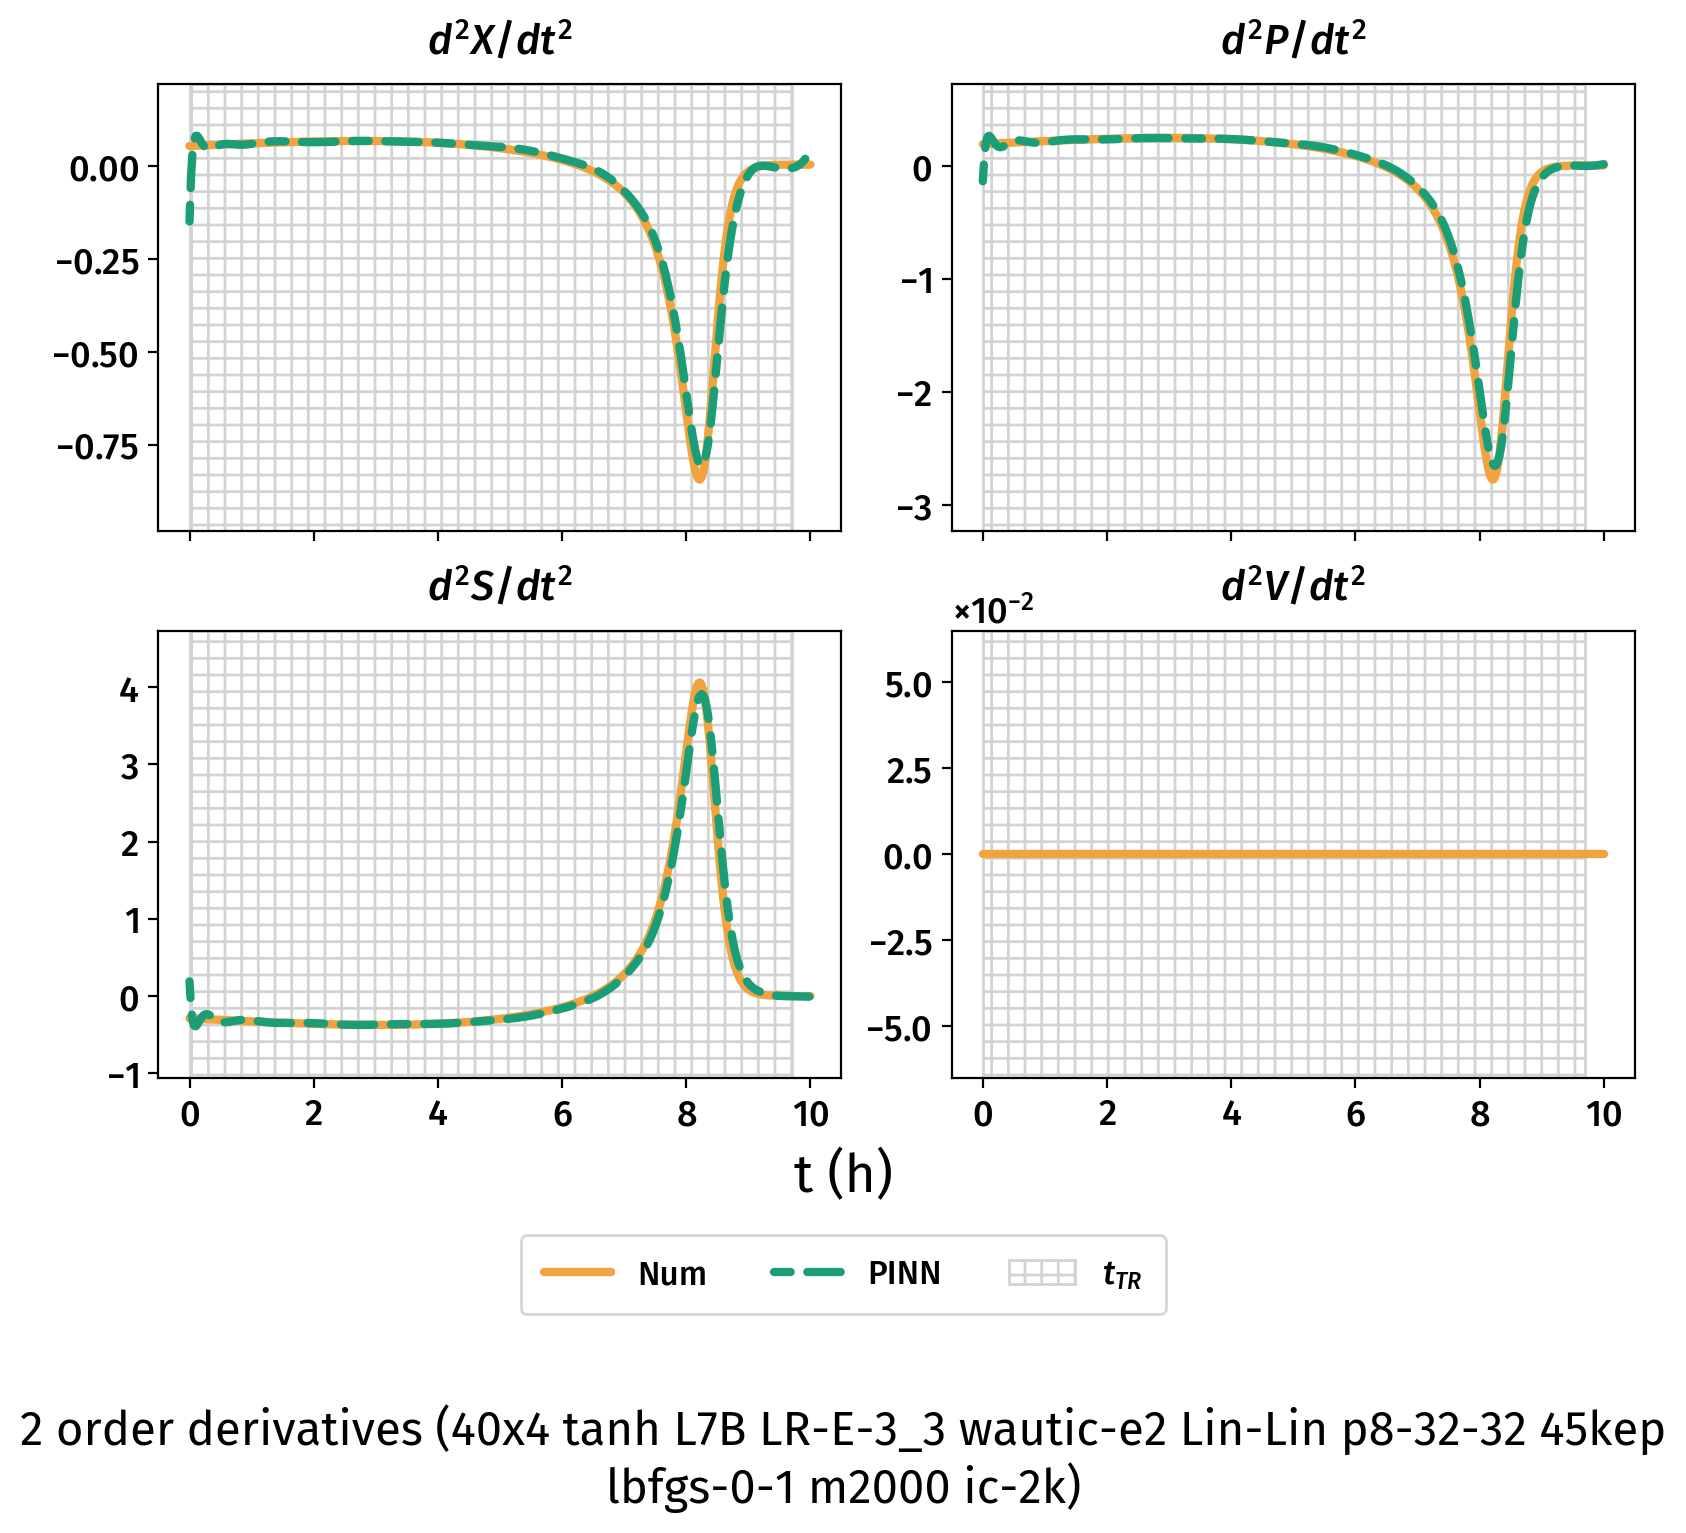 d²X/dt²
d²P/dt²
0.00
−0.25
−0.50
−0.75
0
−1
−2
−3
d²S/dt²
d²V/dt²
×10⁻²
4
3
2
1
0
−1
5.0
2.5
0.0
−2.5
−5.0
0 2 4 6 8 10
0 2 4 6 8 10
t (h)
Num PINN t_TR
2 order derivatives (40x4 tanh L7B LR-E-3_3 wautic-e2 Lin-Lin p8-32-32 45kep
lbfgs-0-1 m2000 ic-2k)